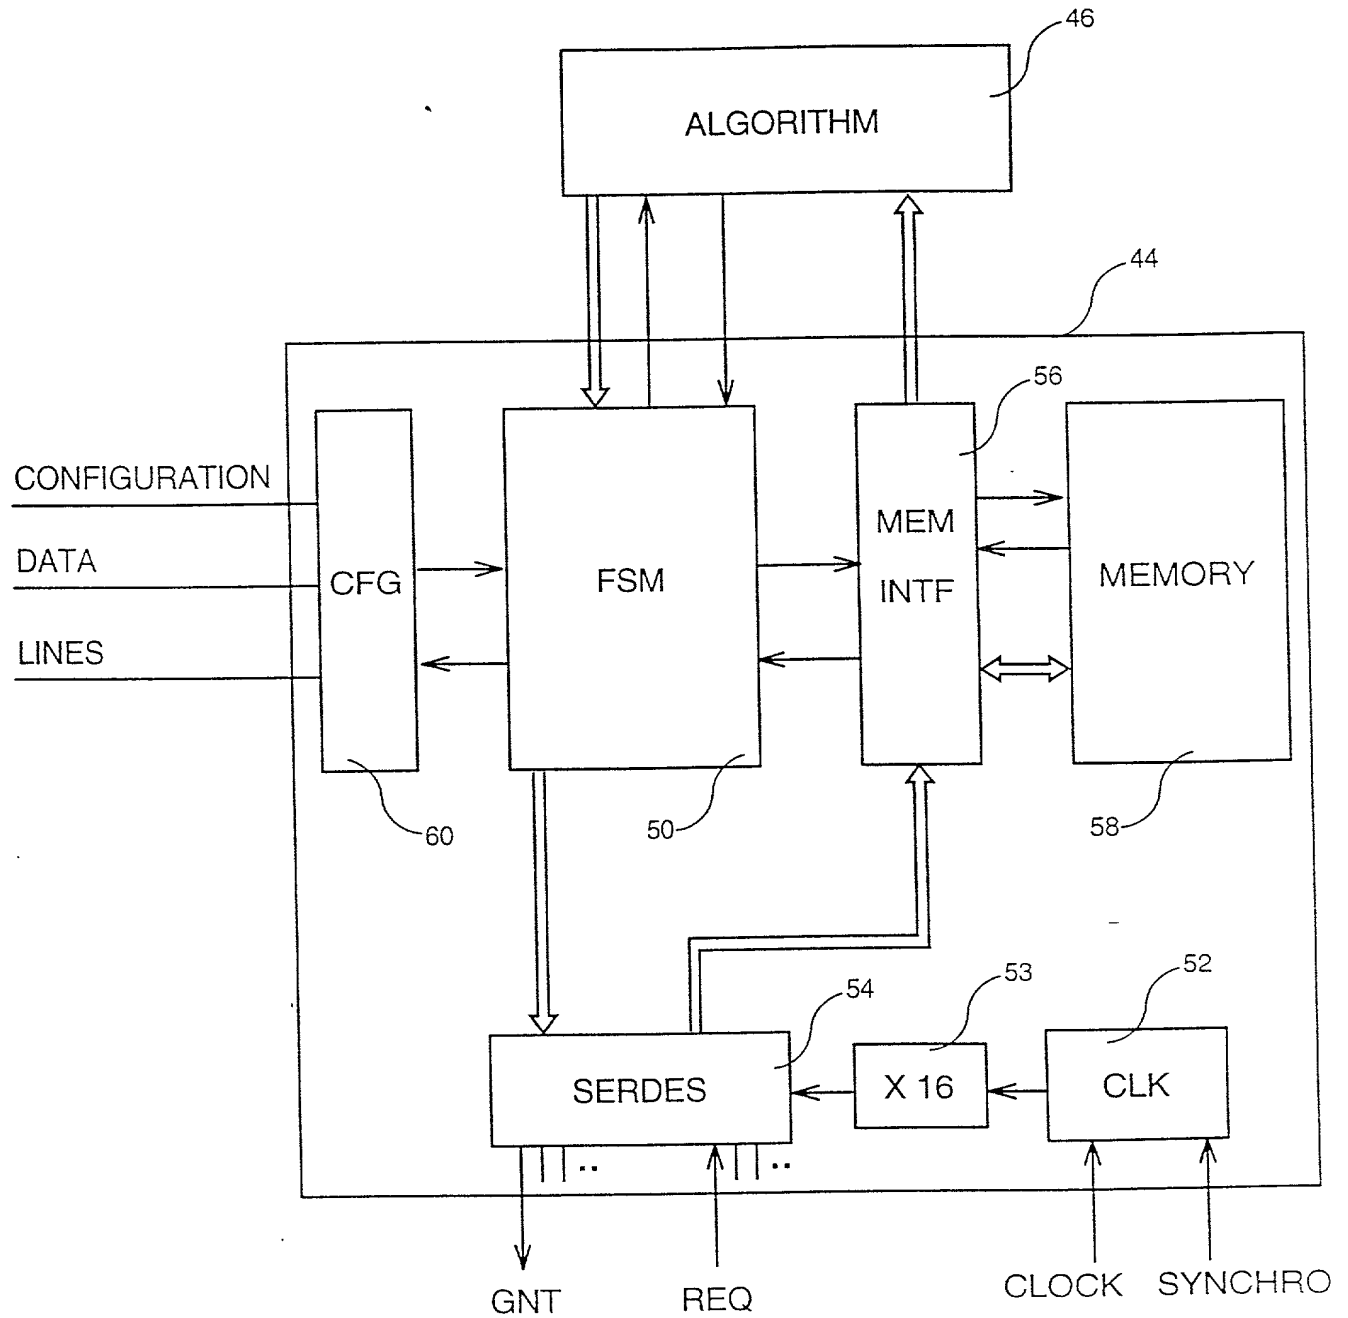 46
ALGORITHM
44
56
CONFIGURATION
DATA
LINES
CFG
FSM
MEM
INTF
MEMORY
60
50
58
54
53
52
SERDES
X 16
CLK
GNT
REQ
CLOCK
SYNCHRO